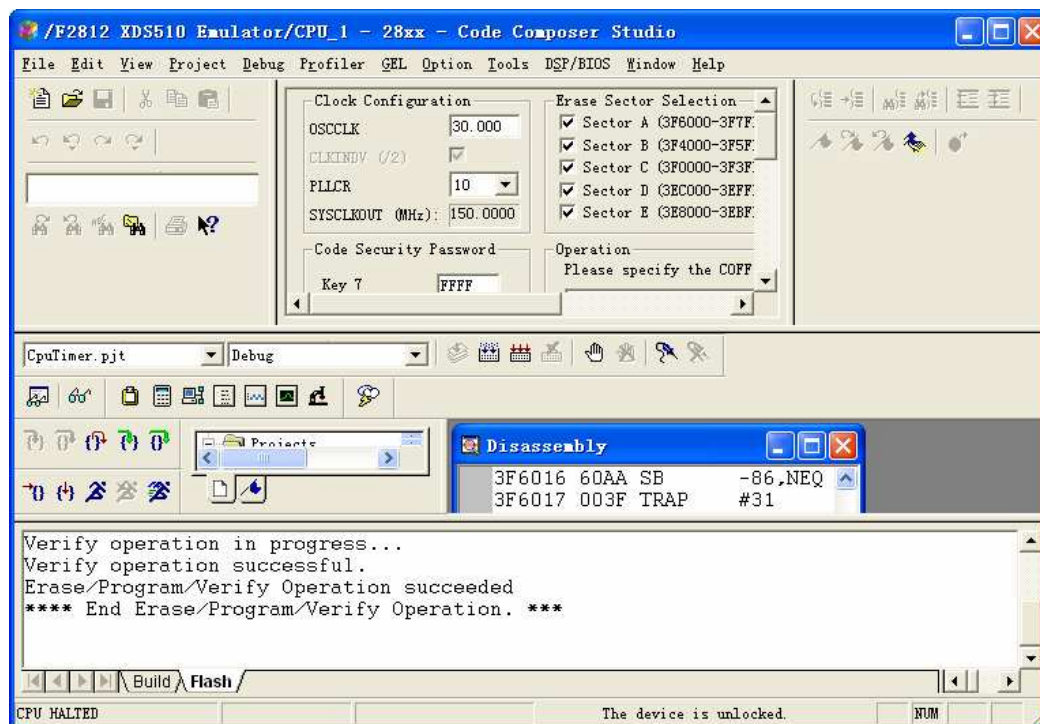 /F2812 XDS510 Emulator/CPU_1 - 28xx - Code Composer Studio
File Edit View Project Debug Profiler GEL Option Tools DSP/BIOS Window Help
Clock Configuration
OSCCLK 30.000
CLKINDV (/2)
PLLCR 10
SYSCLKOUT (MHz): 150.0000
Code Security Password
Key 7 FFFF
Erase Sector Selection
Sector A (3F6000-3F7F
Sector B (3F4000-3F5F
Sector C (3F0000-3F3F
Sector D (3EC000-3EFF
Sector E (3E8000-3EBF
Operation
Please specify the COFF
CpuTimer.pjt Debug
Projects
Disassembly
3F6016 60AA SB -86,NEQ
3F6017 003F TRAP #31
Verify operation in progress...
Verify operation successful.
Erase/Program/Verify Operation succeeded
**** End Erase/Program/Verify Operation. ***
Build Flash
CPU HALTED The device is unlocked. NUM